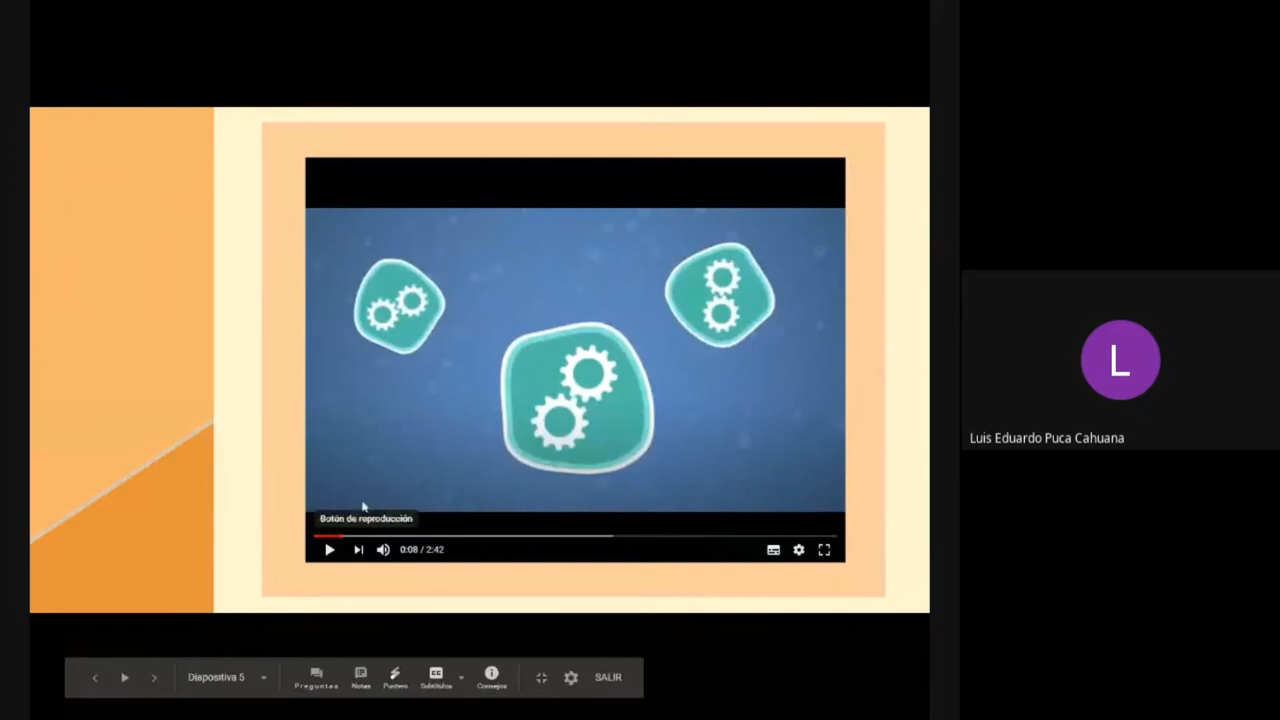 L
Luis Eduardo Puca Cahuana
Botón de reproducción
0:08 / 2:42
Diapositiva 5
Preguntas
Notas
Puntero
Subtítulos
Consejos
SALIR